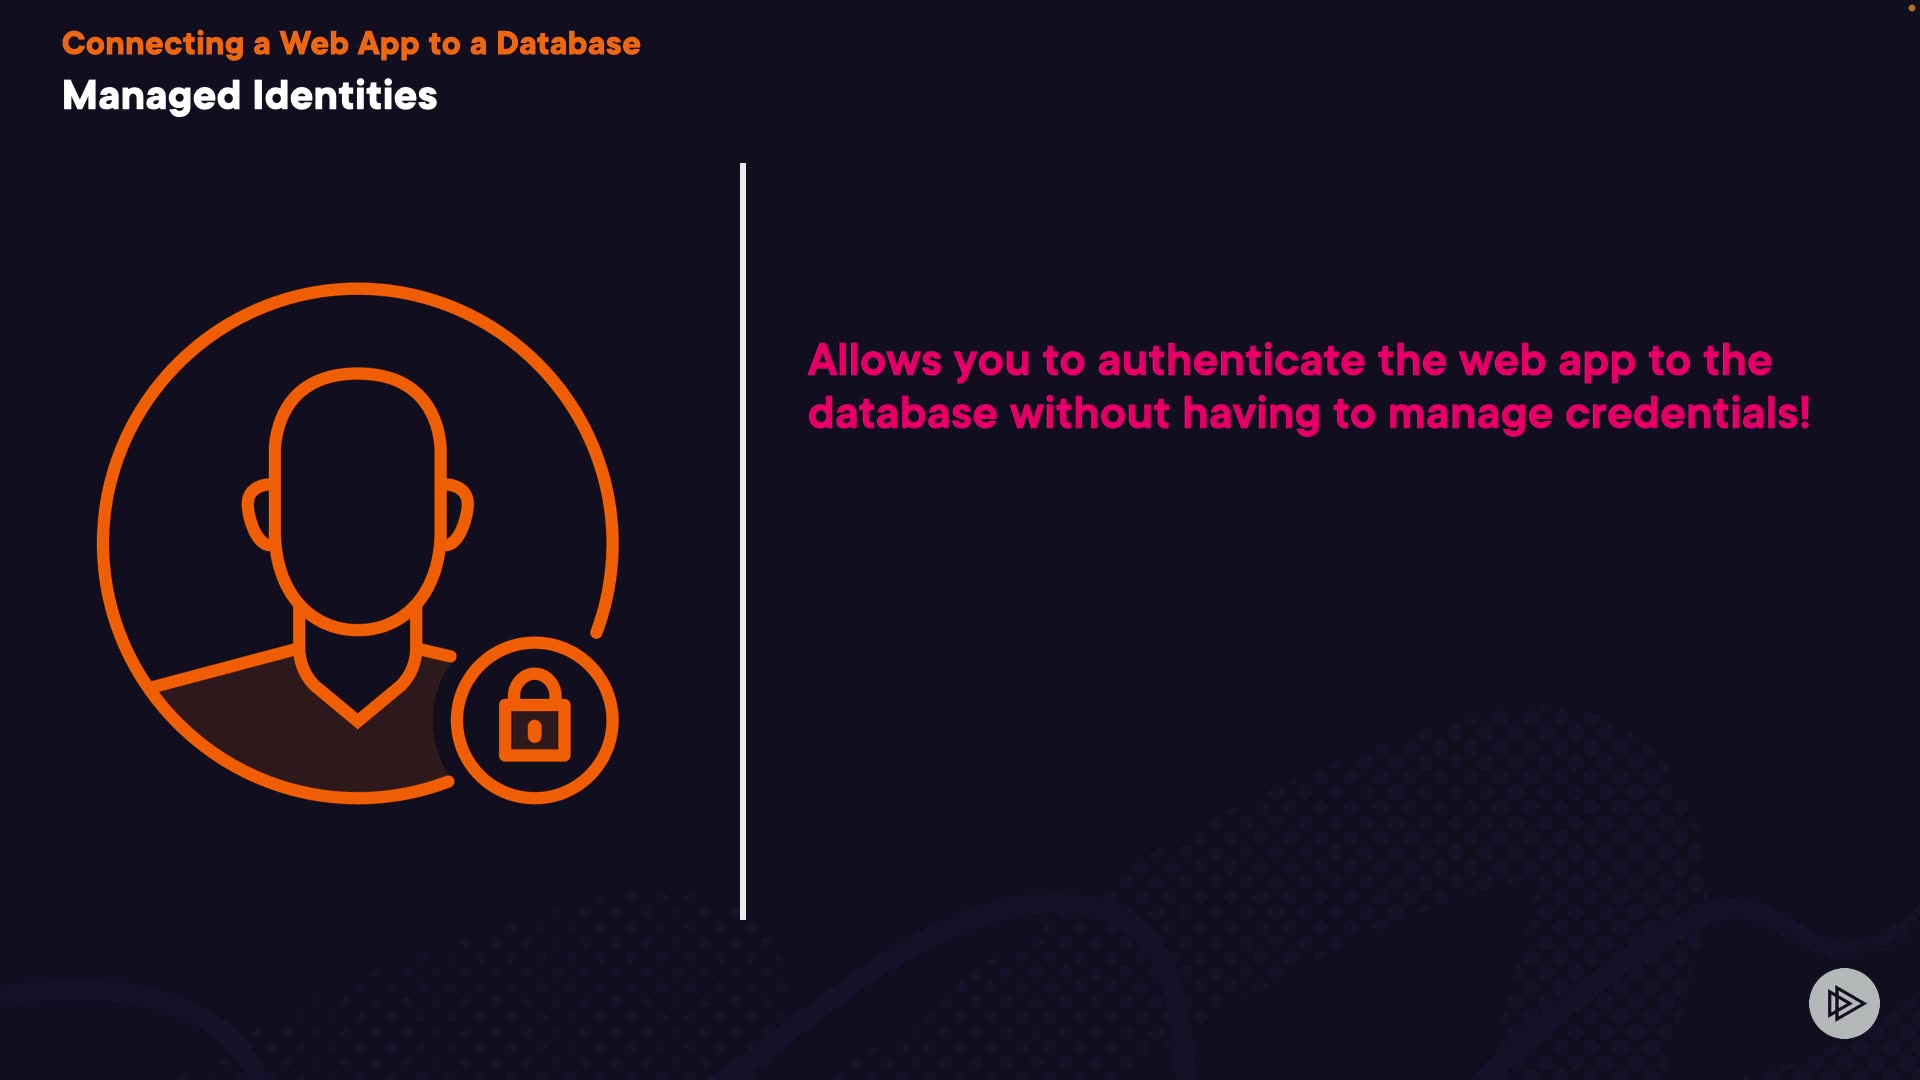 Connecting a Web App to a Database
Managed Identities
Allows you to authenticate the web app to the
database without having to manage credentials!